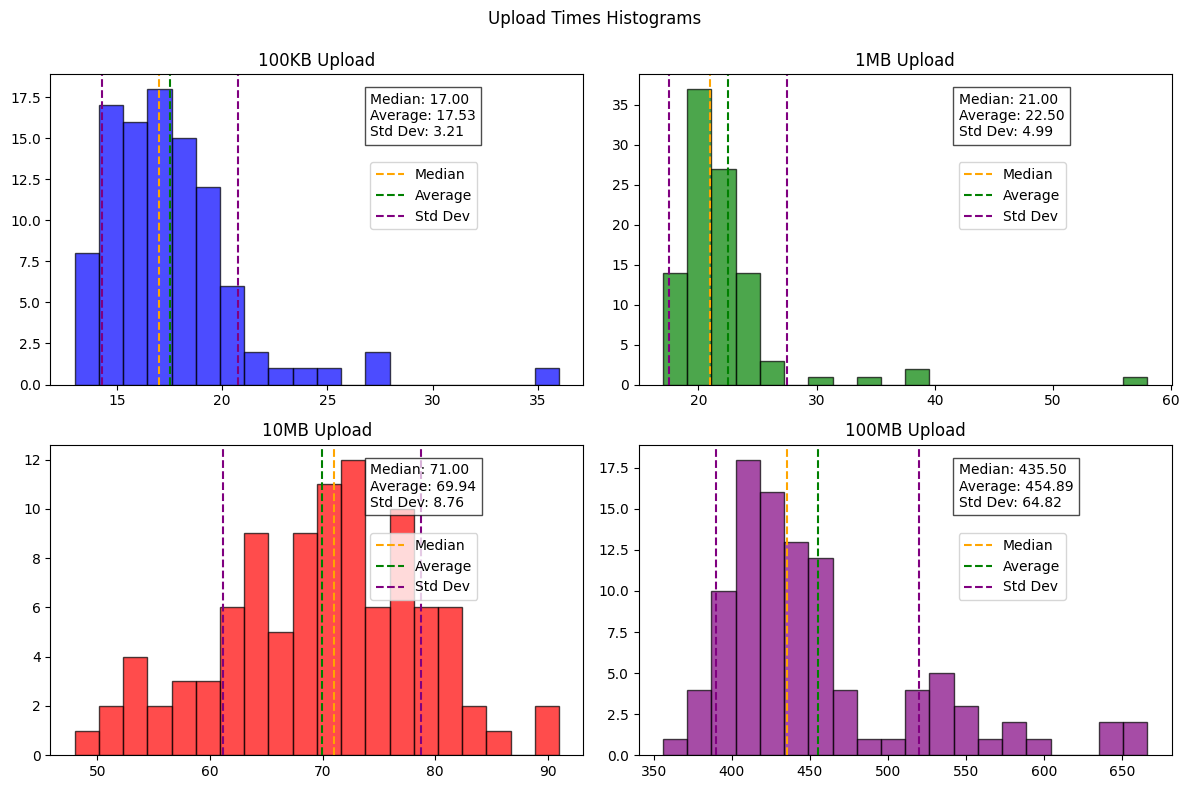 Upload Times Histograms
100KB Upload
17.5
15.0
12.5
10.0
7.5
5.0
2.5
0.0
15
20
25
30
35
Median: 17.00
Average: 17.53
Std Dev: 3.21
Median
Average
Std Dev
1MB Upload
35
30
25
20
15
10
5
0
20
30
40
50
60
Median: 21.00
Average: 22.50
Std Dev: 4.99
Median
Average
Std Dev
10MB Upload
12
10
8
6
4
2
0
50
60
70
80
90
Median: 71.00
Average: 69.94
Std Dev: 8.76
Median
Average
Std Dev
100MB Upload
17.5
15.0
12.5
10.0
7.5
5.0
2.5
0.0
350
400
450
500
550
600
650
Median: 435.50
Average: 454.89
Std Dev: 64.82
Median
Average
Std Dev